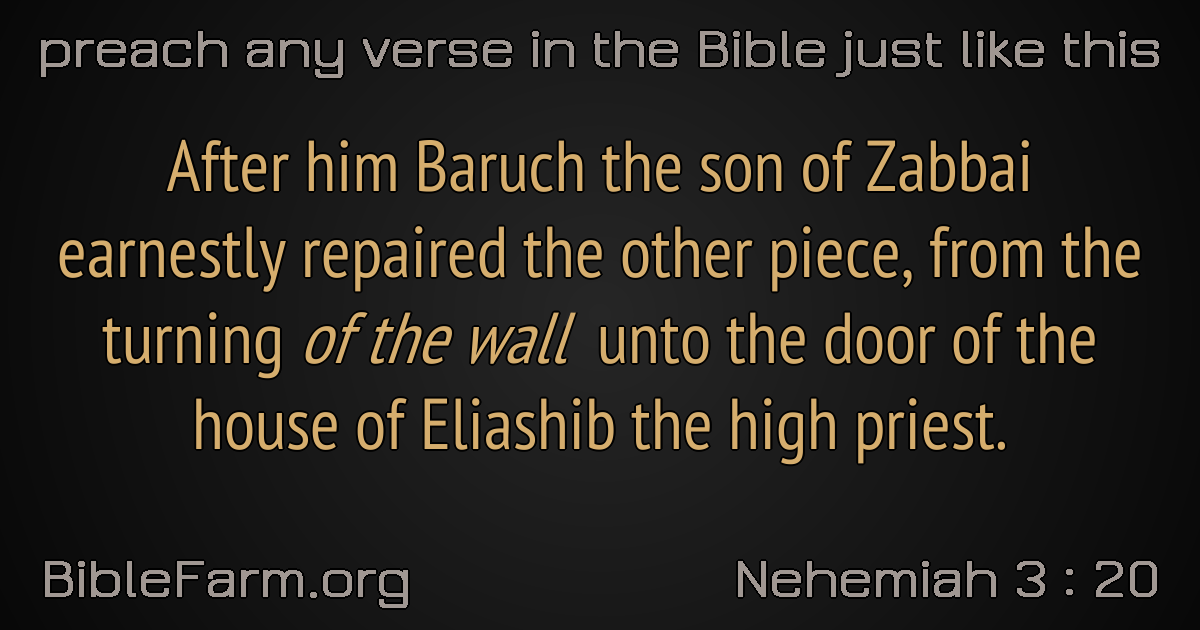 preach any verse in the Bible just like this
After him Baruch the son of Zabbai
earnestly repaired the other piece, from the
turning of the wall unto the door of the
house of Eliashib the high priest.
BibleFarm.org
Nehemiah 3 : 20